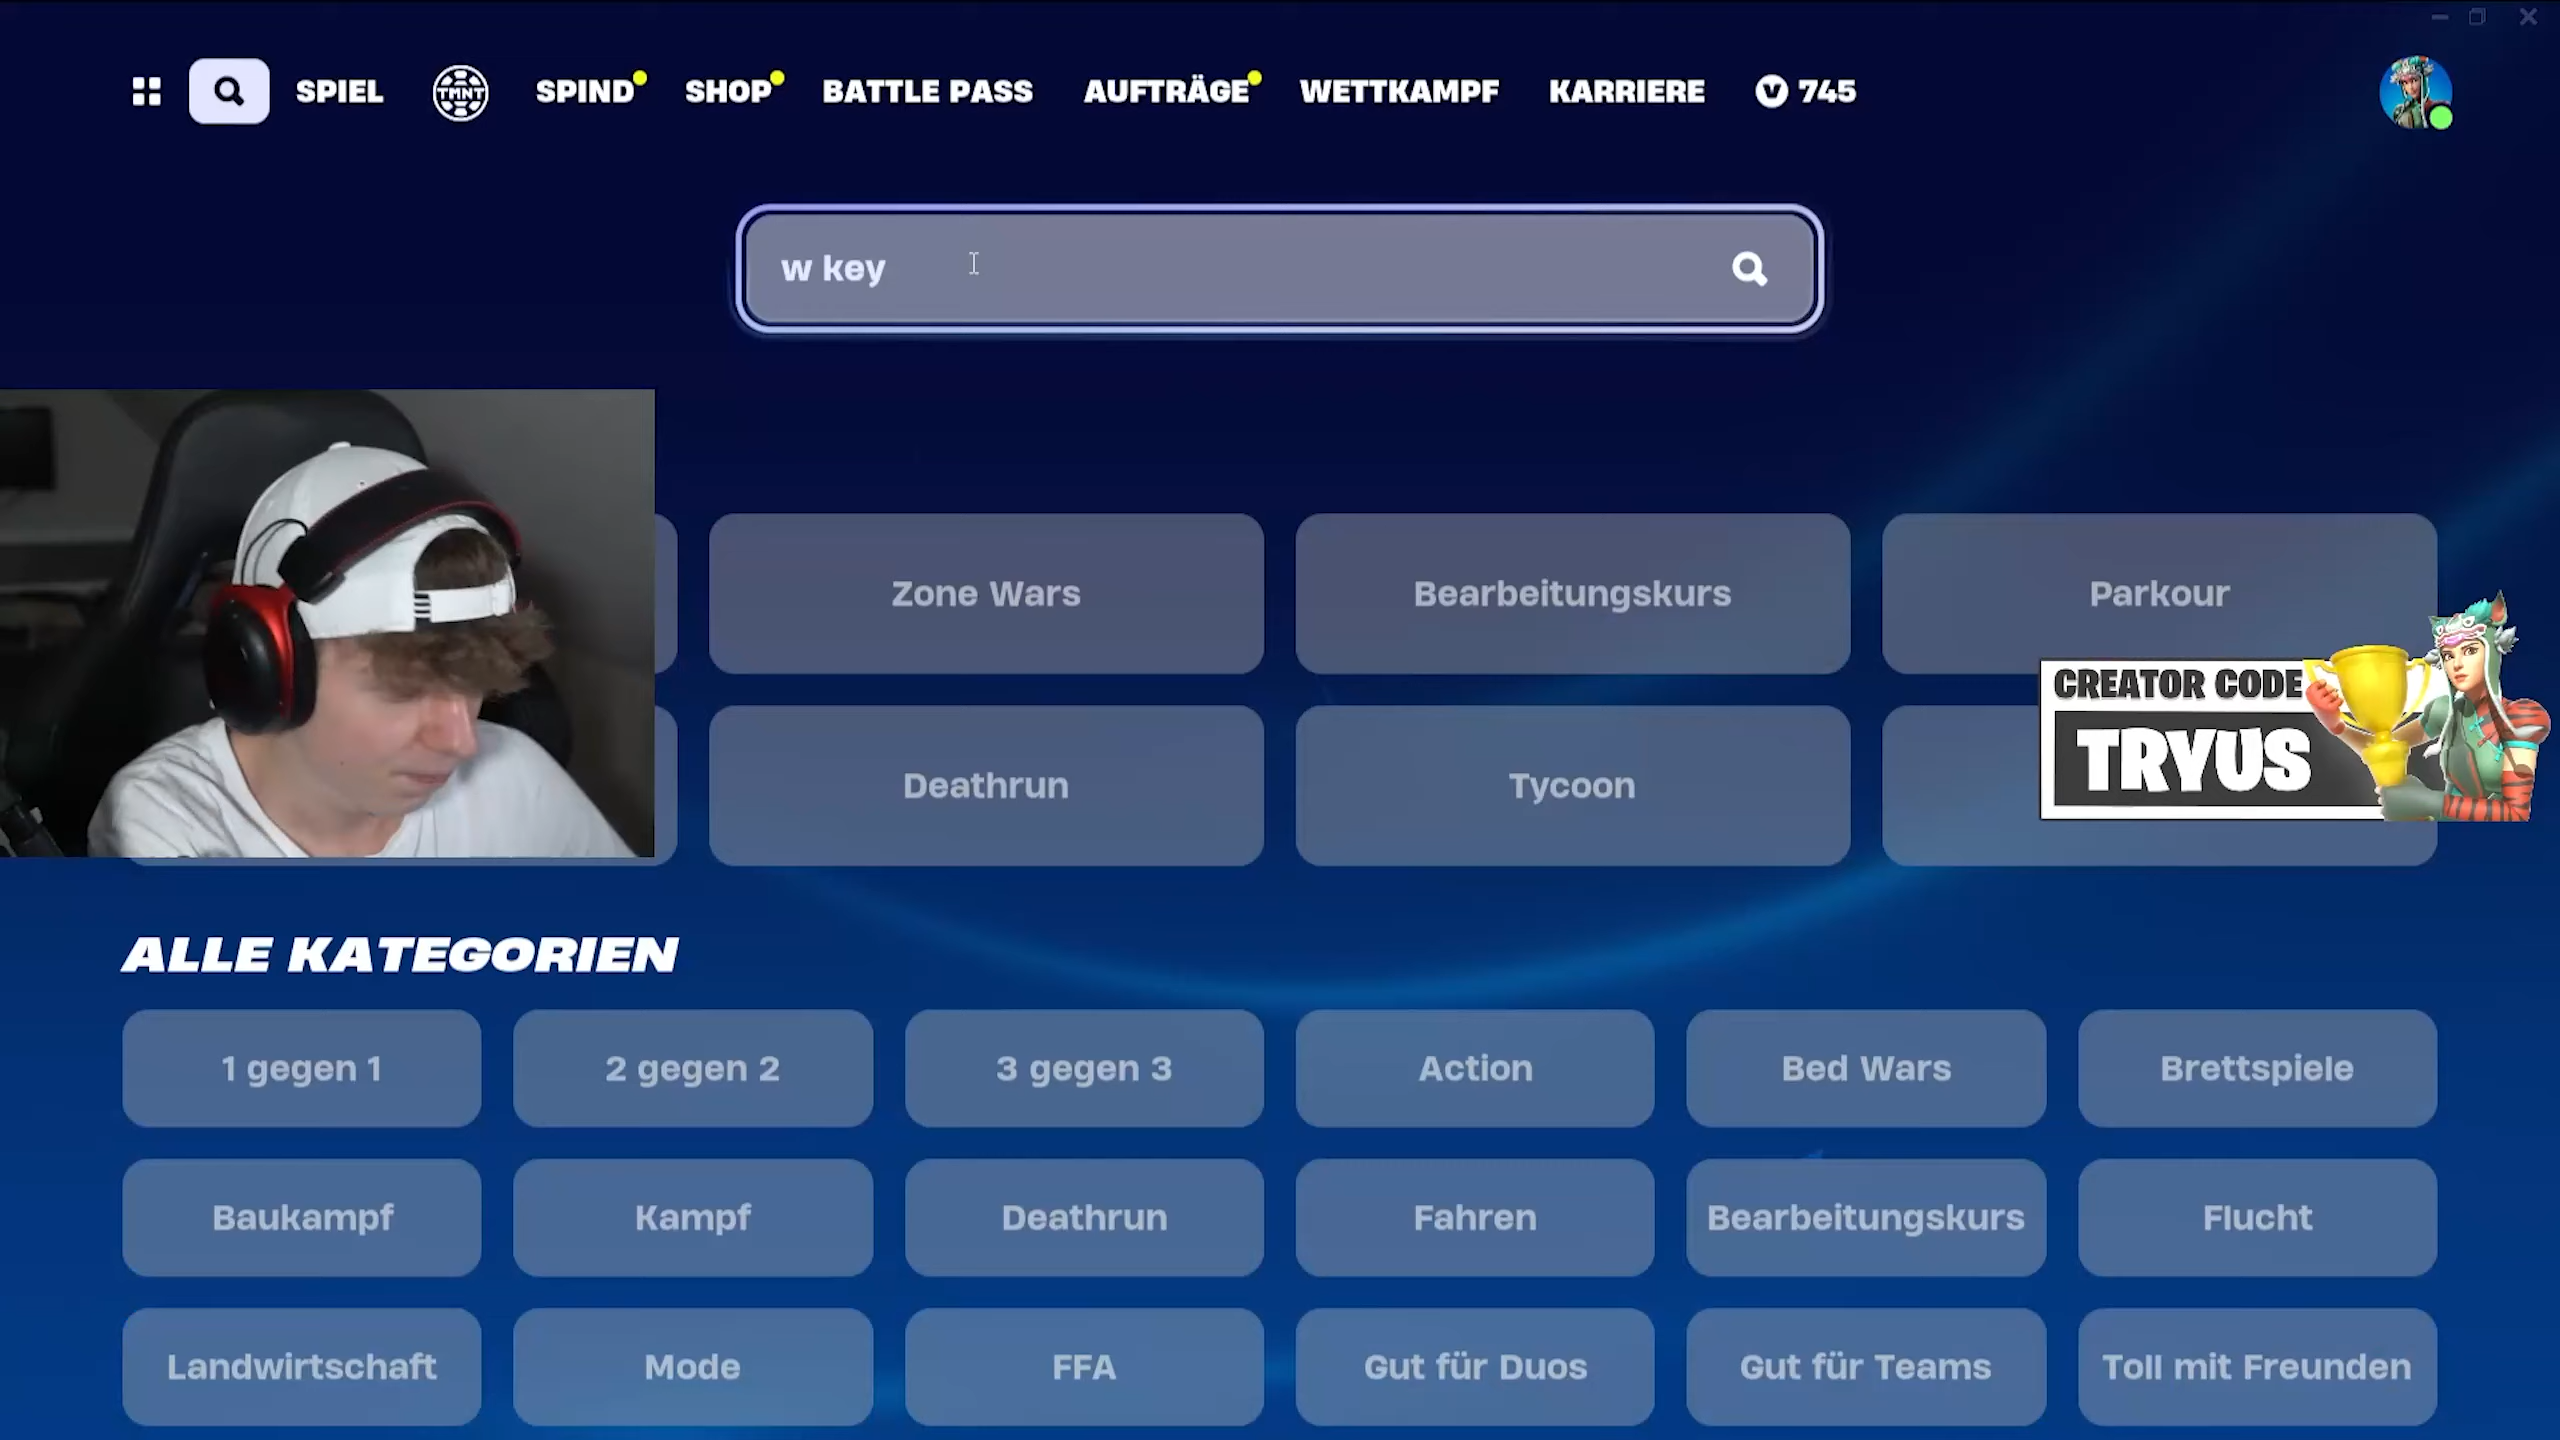 SPIEL
TMNT
SPIND
SHOP
BATTLE PASS
AUFTRÄGE
WETTKAMPF
KARRIERE
V 745
w key
Zone Wars
Bearbeitungskurs
Parkour
Deathrun
Tycoon
CREATOR CODE
TRYUS
ALLE KATEGORIEN
1 gegen 1
2 gegen 2
3 gegen 3
Action
Bed Wars
Brettspiele
Baukampf
Kampf
Deathrun
Fahren
Bearbeitungskurs
Flucht
Landwirtschaft
Mode
FFA
Gut für Duos
Gut für Teams
Toll mit Freunden